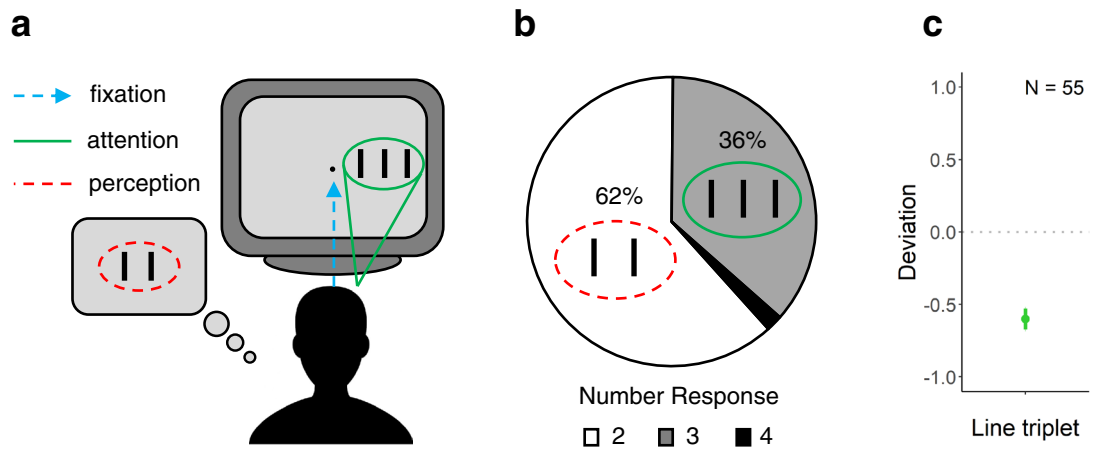 a
fixation
attention
perception
b
36%
62%
Number Response
2 3 4
c
N = 55
1.0
0.5
0.0
-0.5
-1.0
Deviation
Line triplet